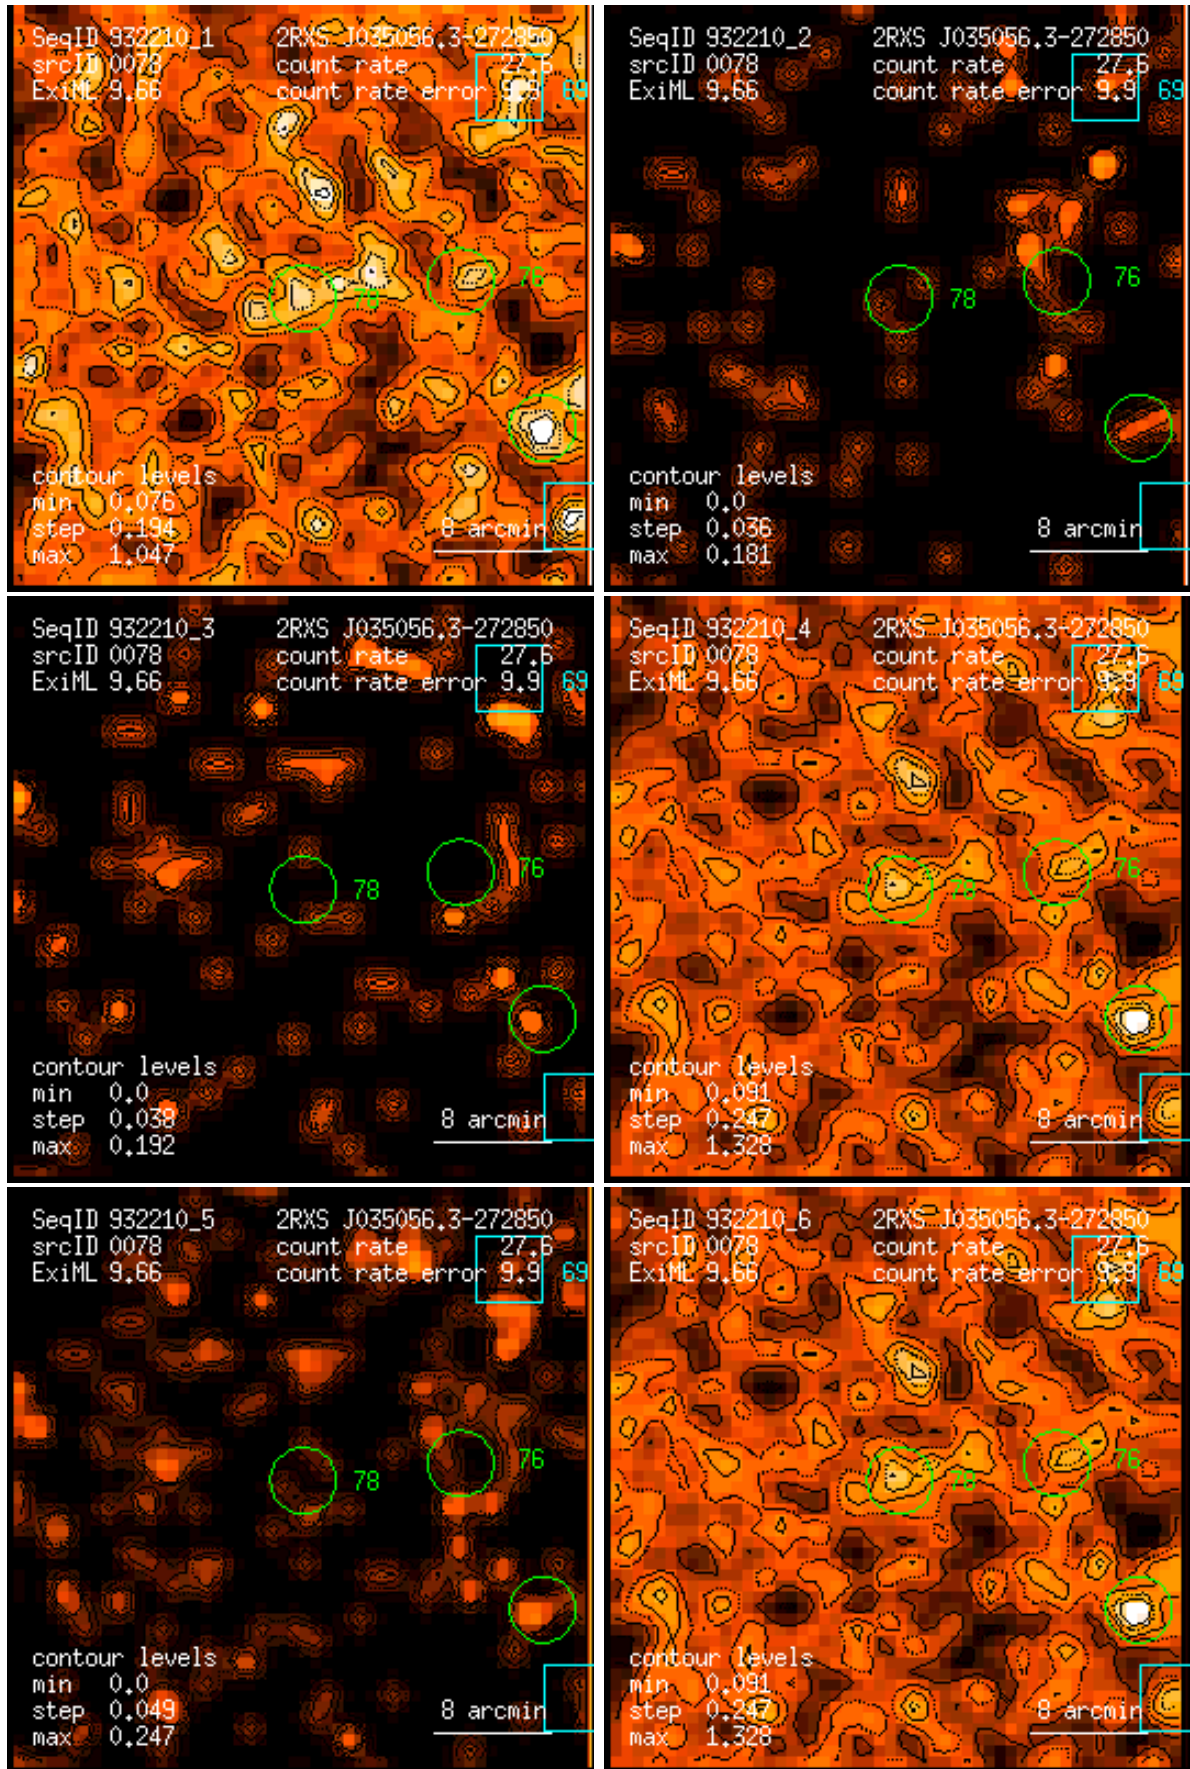 SeqID 932210_1 2RXS J035056.3-272850
srcID 0078 count rate 27.6
ExiML 9.66 count rate error 9.9 69
76
78
contour levels
min 0.076
step 0.194 8 arcmin
max 1.047
SeqID 932210_2 2RXS J035056.3-272850
srcID 0078 count rate 27.6
ExiML 9.66 count rate error 9.9 69
76
78
contour levels
min 0.0
step 0.036 8 arcmin
max 0.181
SeqID 932210_3 2RXS J035056.3-272850
srcID 0078 count rate 27.6
ExiML 9.66 count rate error 9.9 69
76
78
contour levels
min 0.0
step 0.038 8 arcmin
max 0.192
SeqID 932210_4 2RXS J035056.3-272850
srcID 0078 count rate 27.6
ExiML 9.66 count rate error 9.9 69
76
78
contour levels
min 0.091
step 0.247 8 arcmin
max 1.328
SeqID 932210_5 2RXS J035056.3-272850
srcID 0078 count rate 27.6
ExiML 9.66 count rate error 9.9 69
76
78
contour levels
min 0.0
step 0.049 8 arcmin
max 0.247
SeqID 932210_6 2RXS J035056.3-272850
srcID 0078 count rate 27.6
ExiML 9.66 count rate error 9.9 69
76
78
contour levels
min 0.091
step 0.247 8 arcmin
max 1.328